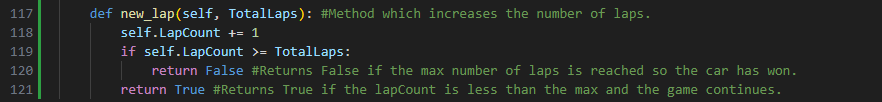 117 def new_lap(self, TotalLaps): #Method which increases the number of laps.
118 self.LapCount += 1
119 if self.LapCount >= TotalLaps:
120 return False #Returns False if the max number of laps is reached so the car has won.
121 return True #Returns True if the lapCount is less than the max and the game continues.